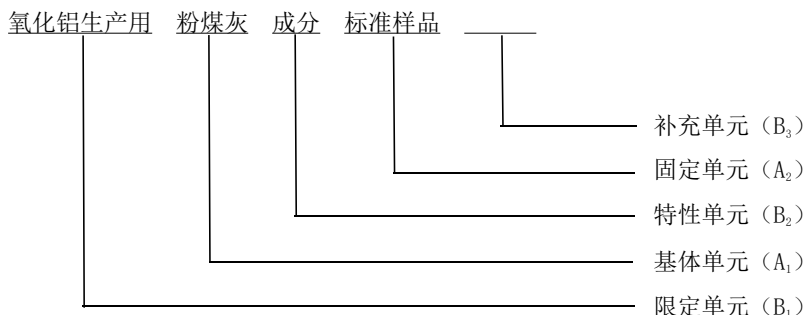 氧化铝生产用 粉煤灰 成分 标准样品
补充单元（B₃）
固定单元（A₂）
特性单元（B₂）
基体单元（A₁）
限定单元（B₁）